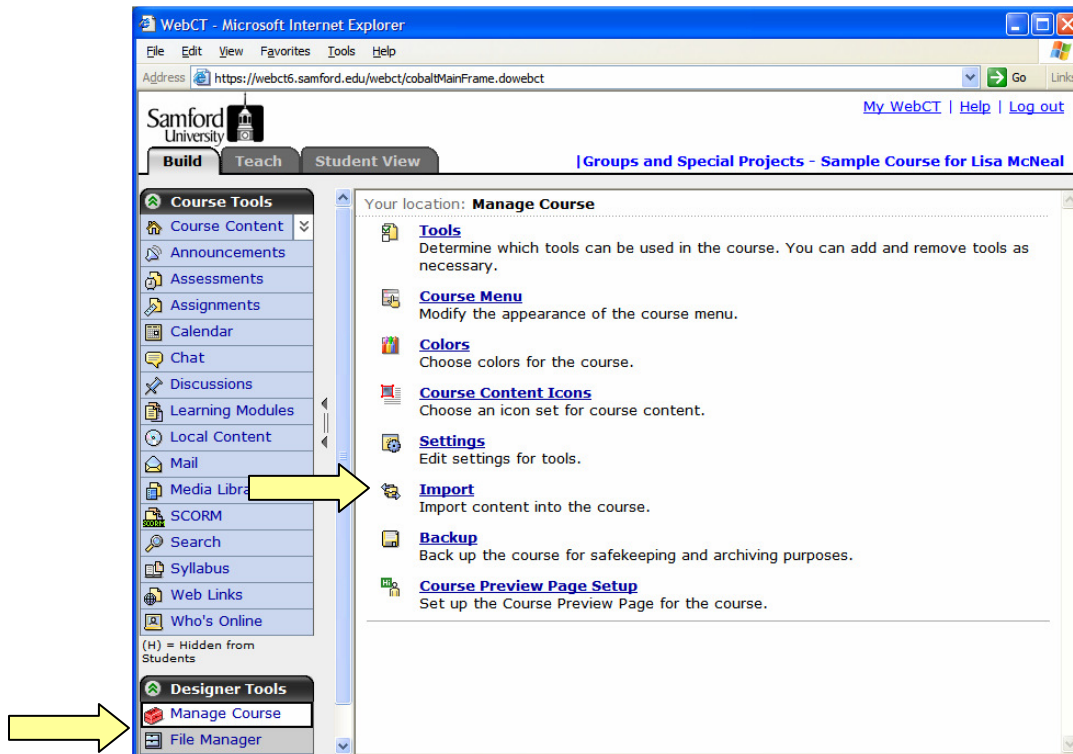 WebCT - Microsoft Internet Explorer
File Edit View Favorites Tools Help
Address https://webct6.samford.edu/webct/cobaltMainFrame.dowebct Go Links
Samford
University
My WebCT | Help | Log out
Build Teach Student View
|Groups and Special Projects - Sample Course for Lisa McNeal
Course Tools
Course Content
Announcements
Assessments
Assignments
Calendar
Chat
Discussions
Learning Modules
Local Content
Mail
Media Libra
SCORM
Search
Syllabus
Web Links
Who's Online
(H) = Hidden from
Students
Designer Tools
Manage Course
File Manager
Your location: Manage Course
Tools
Determine which tools can be used in the course. You can add and remove tools as
necessary.
Course Menu
Modify the appearance of the course menu.
Colors
Choose colors for the course.
Course Content Icons
Choose an icon set for course content.
Settings
Edit settings for tools.
Import
Import content into the course.
Backup
Back up the course for safekeeping and archiving purposes.
Course Preview Page Setup
Set up the Course Preview Page for the course.